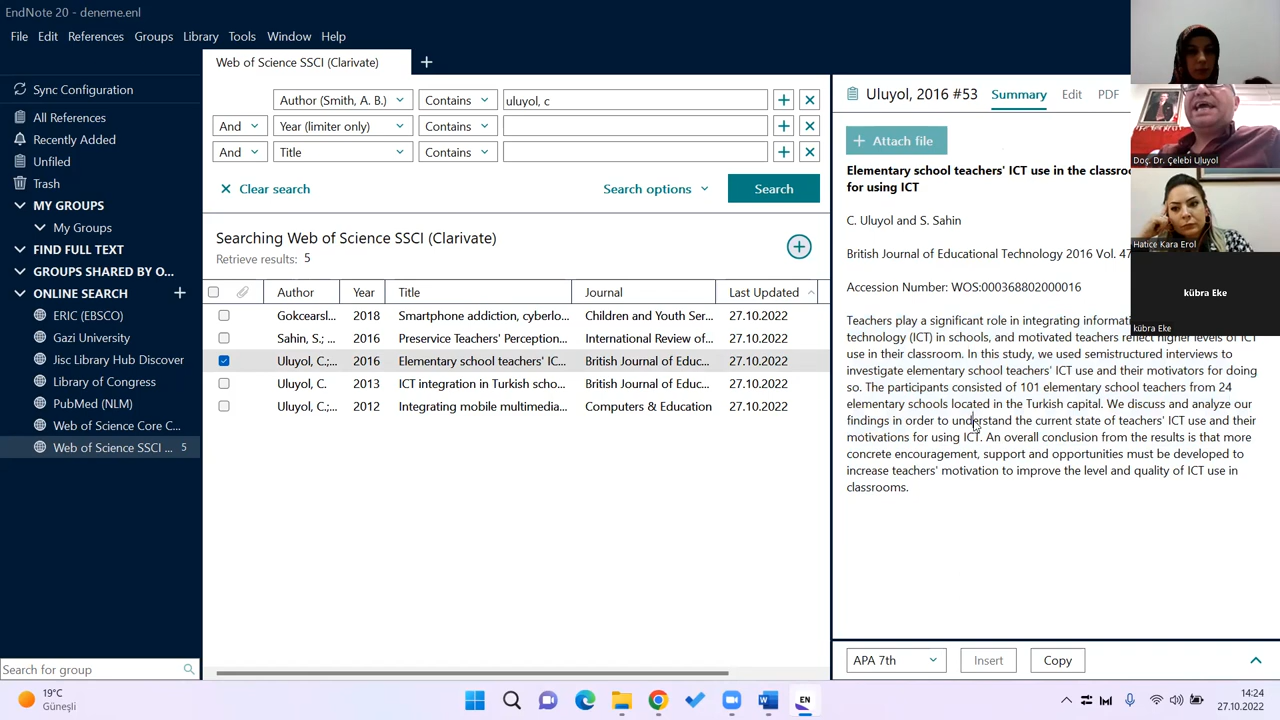 EndNote 20 - deneme.enl
File Edit References Groups Library Tools Window Help
Sync Configuration
All References
Recently Added
Unfiled
Trash
MY GROUPS
My Groups
FIND FULL TEXT
GROUPS SHARED BY O...
ONLINE SEARCH
ERIC (EBSCO)
Gazi University
Jisc Library Hub Discover
Library of Congress
PubMed (NLM)
Web of Science Core C...
Web of Science SSCI ... 5
Search for group
Web of Science SSCI (Clarivate)
Author (Smith, A. B.) Contains uluyol, c
And Year (limiter only) Contains
And Title Contains
Clear search Search options Search
Searching Web of Science SSCI (Clarivate)
Retrieve results: 5
Author Year Title Journal Last Updated
Gokcearsl... 2018 Smartphone addiction, cyberlo... Children and Youth Ser... 27.10.2022
Sahin, S.; ... 2016 Preservice Teachers' Perception... International Review of... 27.10.2022
Uluyol, C.;... 2016 Elementary school teachers' IC... British Journal of Educ... 27.10.2022
Uluyol, C. 2013 ICT integration in Turkish scho... British Journal of Educ... 27.10.2022
Uluyol, C.;... 2012 Integrating mobile multimedia... Computers & Education 27.10.2022
Uluyol, 2016 #53 Summary Edit PDF
Attach file
Elementary school teachers' ICT use in the classro
for using ICT
C. Uluyol and S. Sahin
British Journal of Educational Technology 2016 Vol. 47
Accession Number: WOS:000368802000016
Teachers play a significant role in integrating informati
technology (ICT) in schools, and motivated teachers reflect higher levels of ICT
use in their classroom. In this study, we used semistructured interviews to
investigate elementary school teachers' ICT use and their motivators for doing
so. The participants consisted of 101 elementary school teachers from 24
elementary schools located in the Turkish capital. We discuss and analyze our
findings in order to understand the current state of teachers' ICT use and their
motivations for using ICT. An overall conclusion from the results is that more
concrete encouragement, support and opportunities must be developed to
increase teachers' motivation to improve the level and quality of ICT use in
classrooms.
APA 7th Insert Copy
Doç. Dr. Çelebi Uluyol
Hatice Kara Erol
kübra Eke
kübra Eke
19°C
Güneşli
EN
14:24
27.10.2022